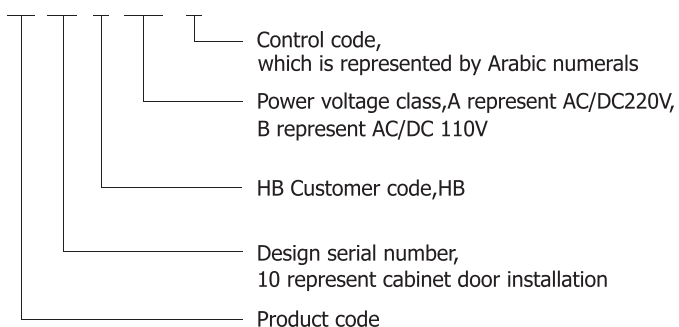 Control code,
which is represented by Arabic numerals
Power voltage class,A represent AC/DC220V,
B represent AC/DC 110V
HB Customer code,HB
Design serial number,
10 represent cabinet door installation
Product code